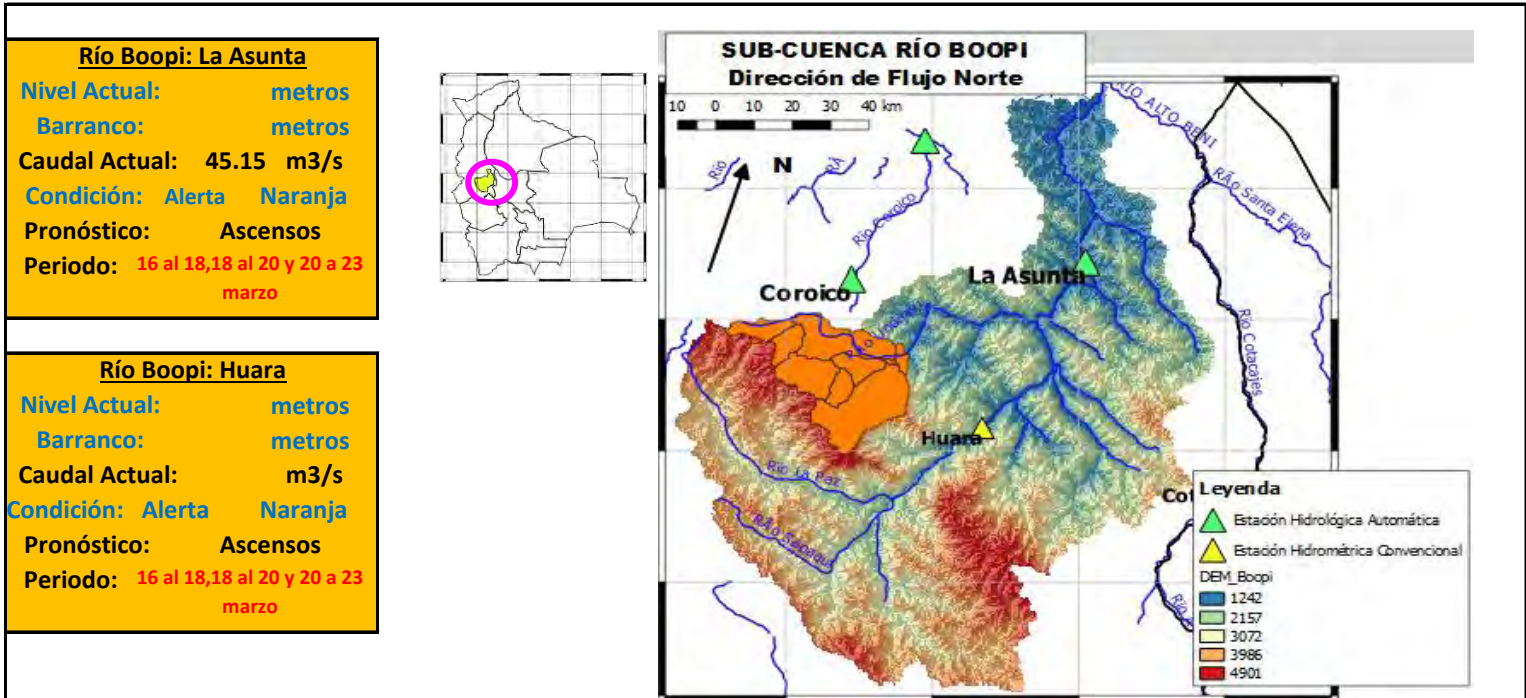 Río Boopi: La Asunta
Nivel Actual: metros
Barranco: metros
Caudal Actual: 45.15 m3/s
Condición: Alerta Naranja
Pronóstico: Ascensos
Periodo: 16 al 18,18 al 20 y 20 a 23
marzo
Río Boopi: Huara
Nivel Actual: metros
Barranco: metros
Caudal Actual: m3/s
Condición: Alerta Naranja
Pronóstico: Ascensos
Periodo: 16 al 18,18 al 20 y 20 a 23
marzo
SUB-CUENCA RÍO BOOPI
Dirección de Flujo Norte
10 0 10 20 30 40 km
N
RIO ALTO BENI
Río
RÃ
RÃo Santa Elena
Río Coroico
La Asunta
Coroico
Río Cotacajes
Huara
Río La Paz
RÃo Sapaqui
Leyenda
Estación Hidrológica Automática
Estación Hidrométrica Convencional
DEM_Boopi
1242
2157
3072
3986
4901